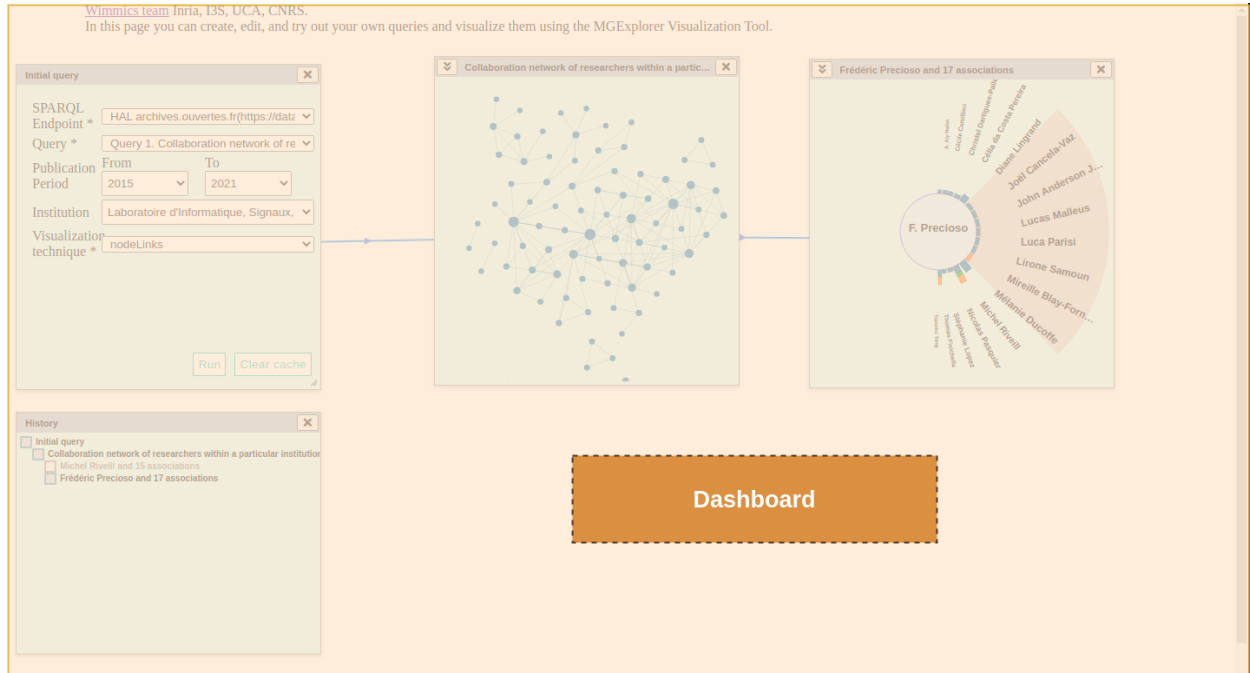 Wimmics team Inria, I3S, UCA, CNRS.
In this page you can create, edit, and try out your own queries and visualize them using the MGExplorer Visualization Tool.
Initial query
SPARQL
Endpoint *
HAL archives.ouvertes.fr(https://data
Query *
Query 1. Collaboration network of re
Publication
Period
From
To
2015
2021
Institution
Laboratoire d'Informatique, Signaux,
Visualization
technique *
nodeLinks
Run
Clear cache
Collaboration network of researchers within a partic...
Frédéric Precioso and 17 associations
Cécile Camillieri
Célia da Costa Pereira
Diane Lingrand
Joël Cancela-Vaz
John Anderson J...
Lucas Malleus
F. Precioso
Luca Parisi
Lirone Samoun
Mireille Blay-Forn...
Mélanie Ducoffe
Michel Riveill
Nicolas Pasquier
Stéphanie Lopez
History
Initial query
Collaboration network of researchers within a particular institution
Michel Riveill and 15 associations
Frédéric Precioso and 17 associations
Dashboard